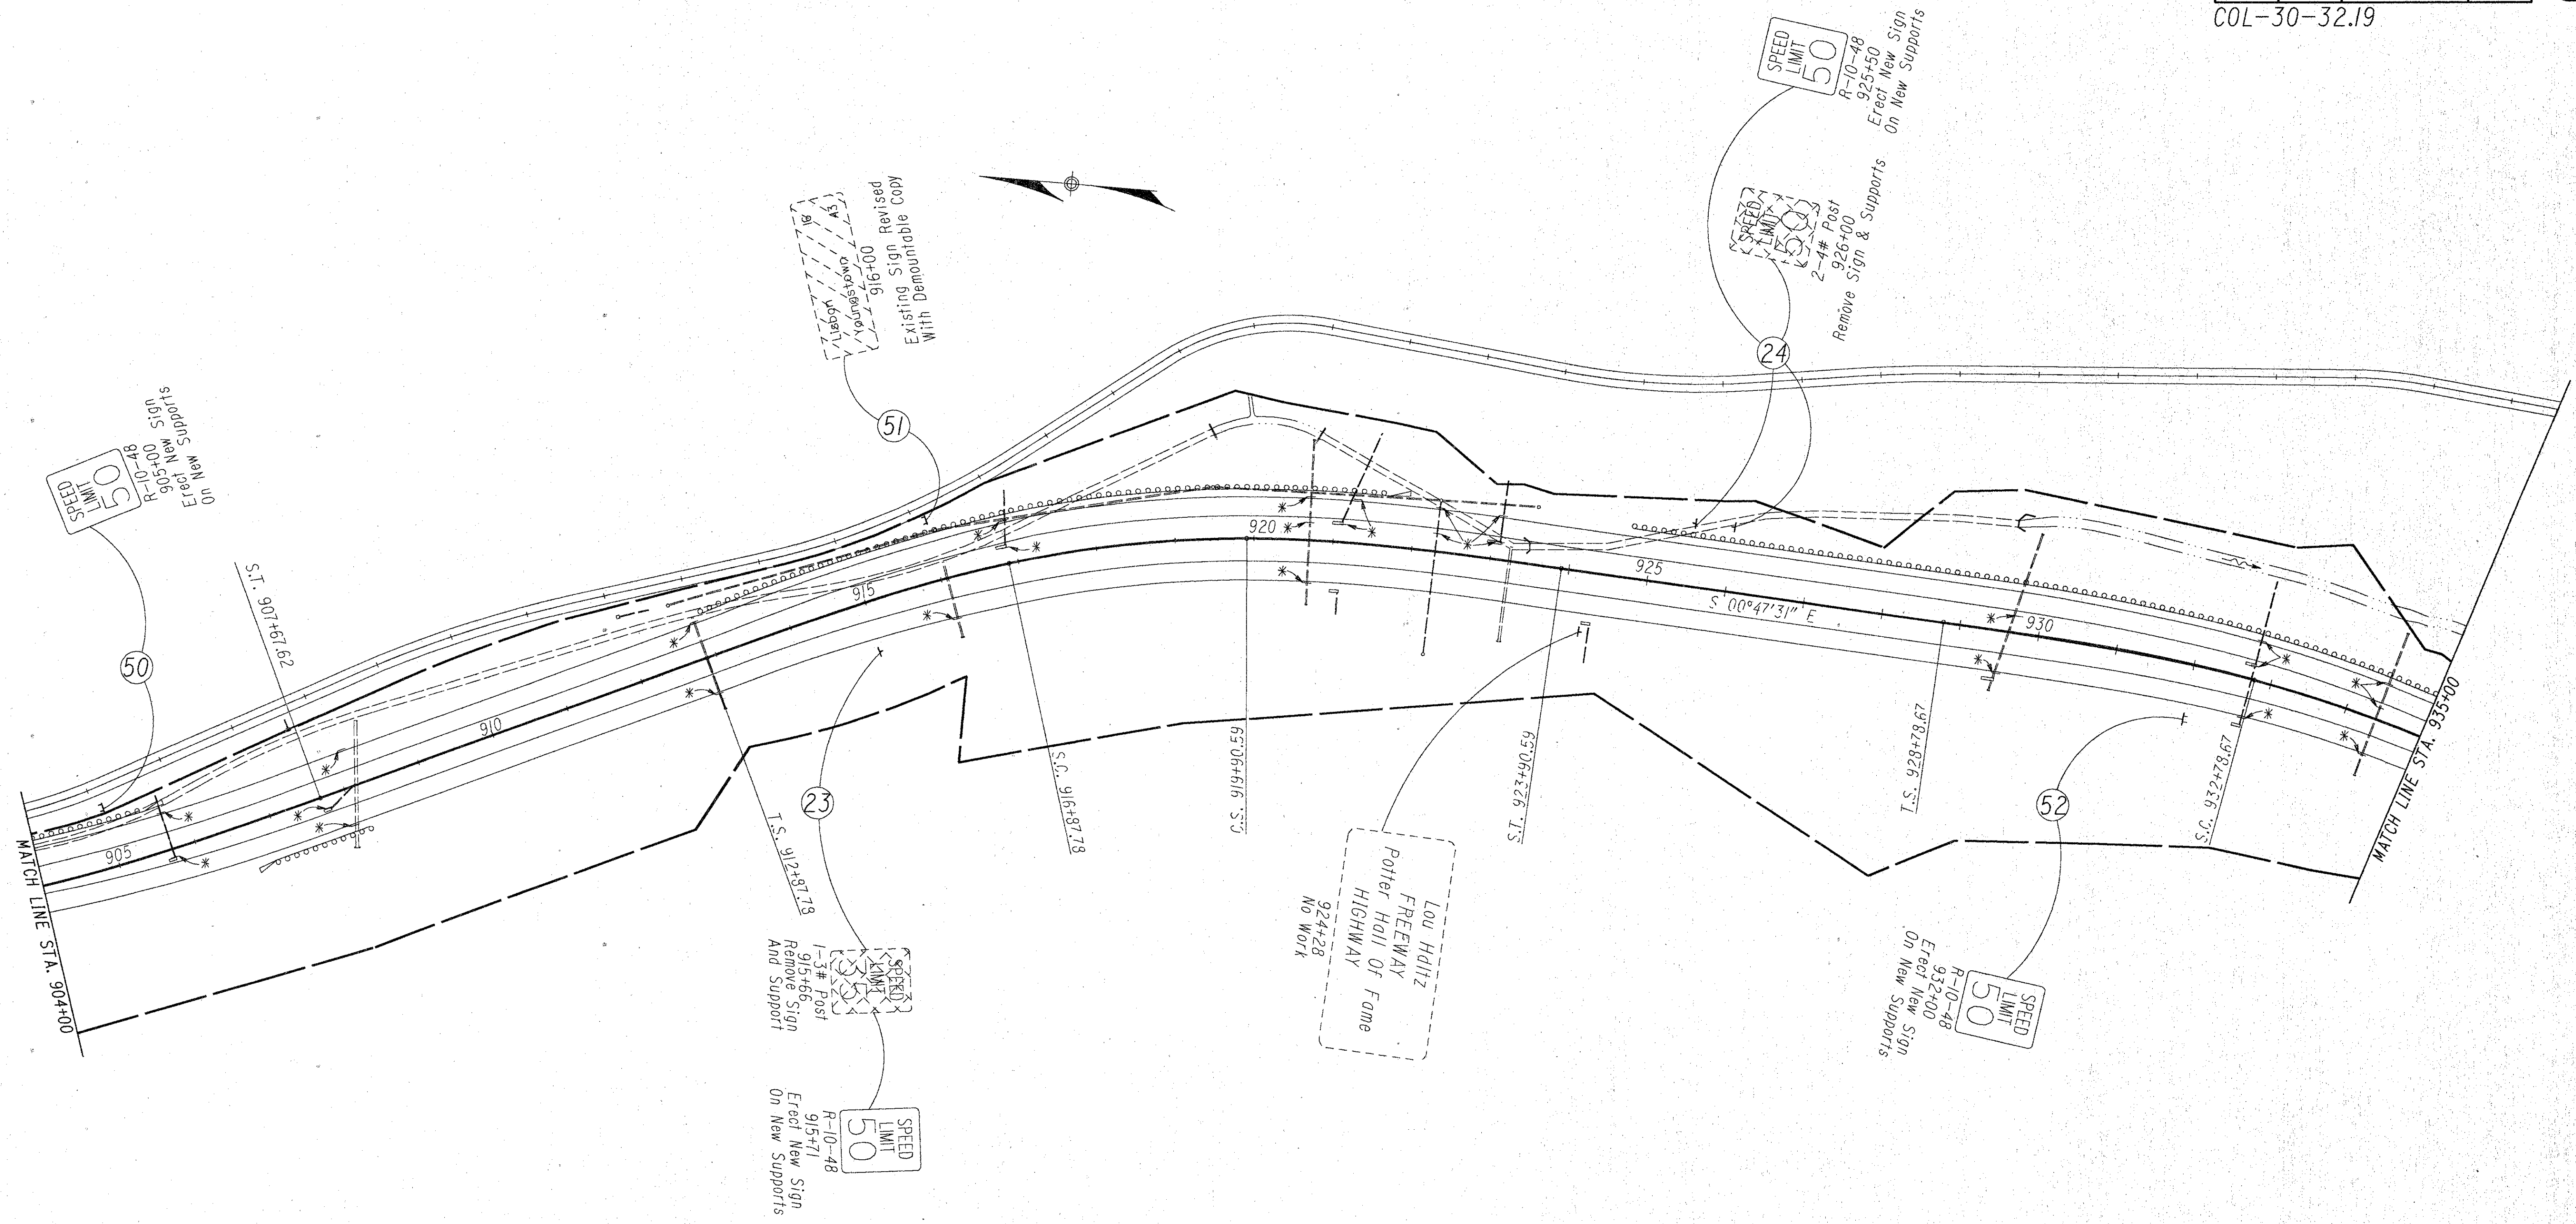 COL-30-32.19
SPEED
LIMIT
50
R-10-48
925+50
Erect New Sign
On New Supports
SPEED
LIMIT
50
2-4# Post
926+00
Remove Sign & Supports
24
Lisbon
Youngstown
916+00
Existing Sign Revised
With Demountable Copy
51
SPEED
LIMIT
50
R-10-48
905+00
Erect New Sign
On New Supports
50
S.T. 907+67.62
905
910
915
920
925
930
S 00°47'31" E
MATCH LINE STA. 904+00
MATCH LINE STA. 935+00
T.S. 912+87.78
S.C. 916+87.78
S.T. 923+90.59
T.S. 928+78.67
S.C. 932+78.67
23
SPEED
LIMIT
35
1-3# Post
915+66
Remove Sign
And Support
SPEED
LIMIT
50
R-10-48
915+71
Erect New Sign
On New Supports
Lou Holtz
FREEWAY
Potter Hall Of Fame
HIGHWAY
924+28
No Work
52
SPEED
LIMIT
50
R-10-48
932+00
Erect New Sign
On New Supports